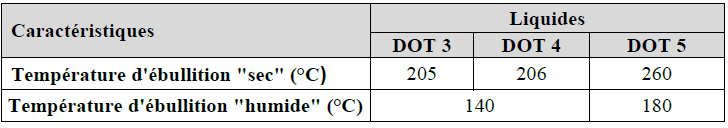 Caractéristiques Liquides
DOT 3 DOT 4 DOT 5
Température d'ébullition "sec" (°C) 205 206 260
Température d'ébullition "humide" (°C) 140 180